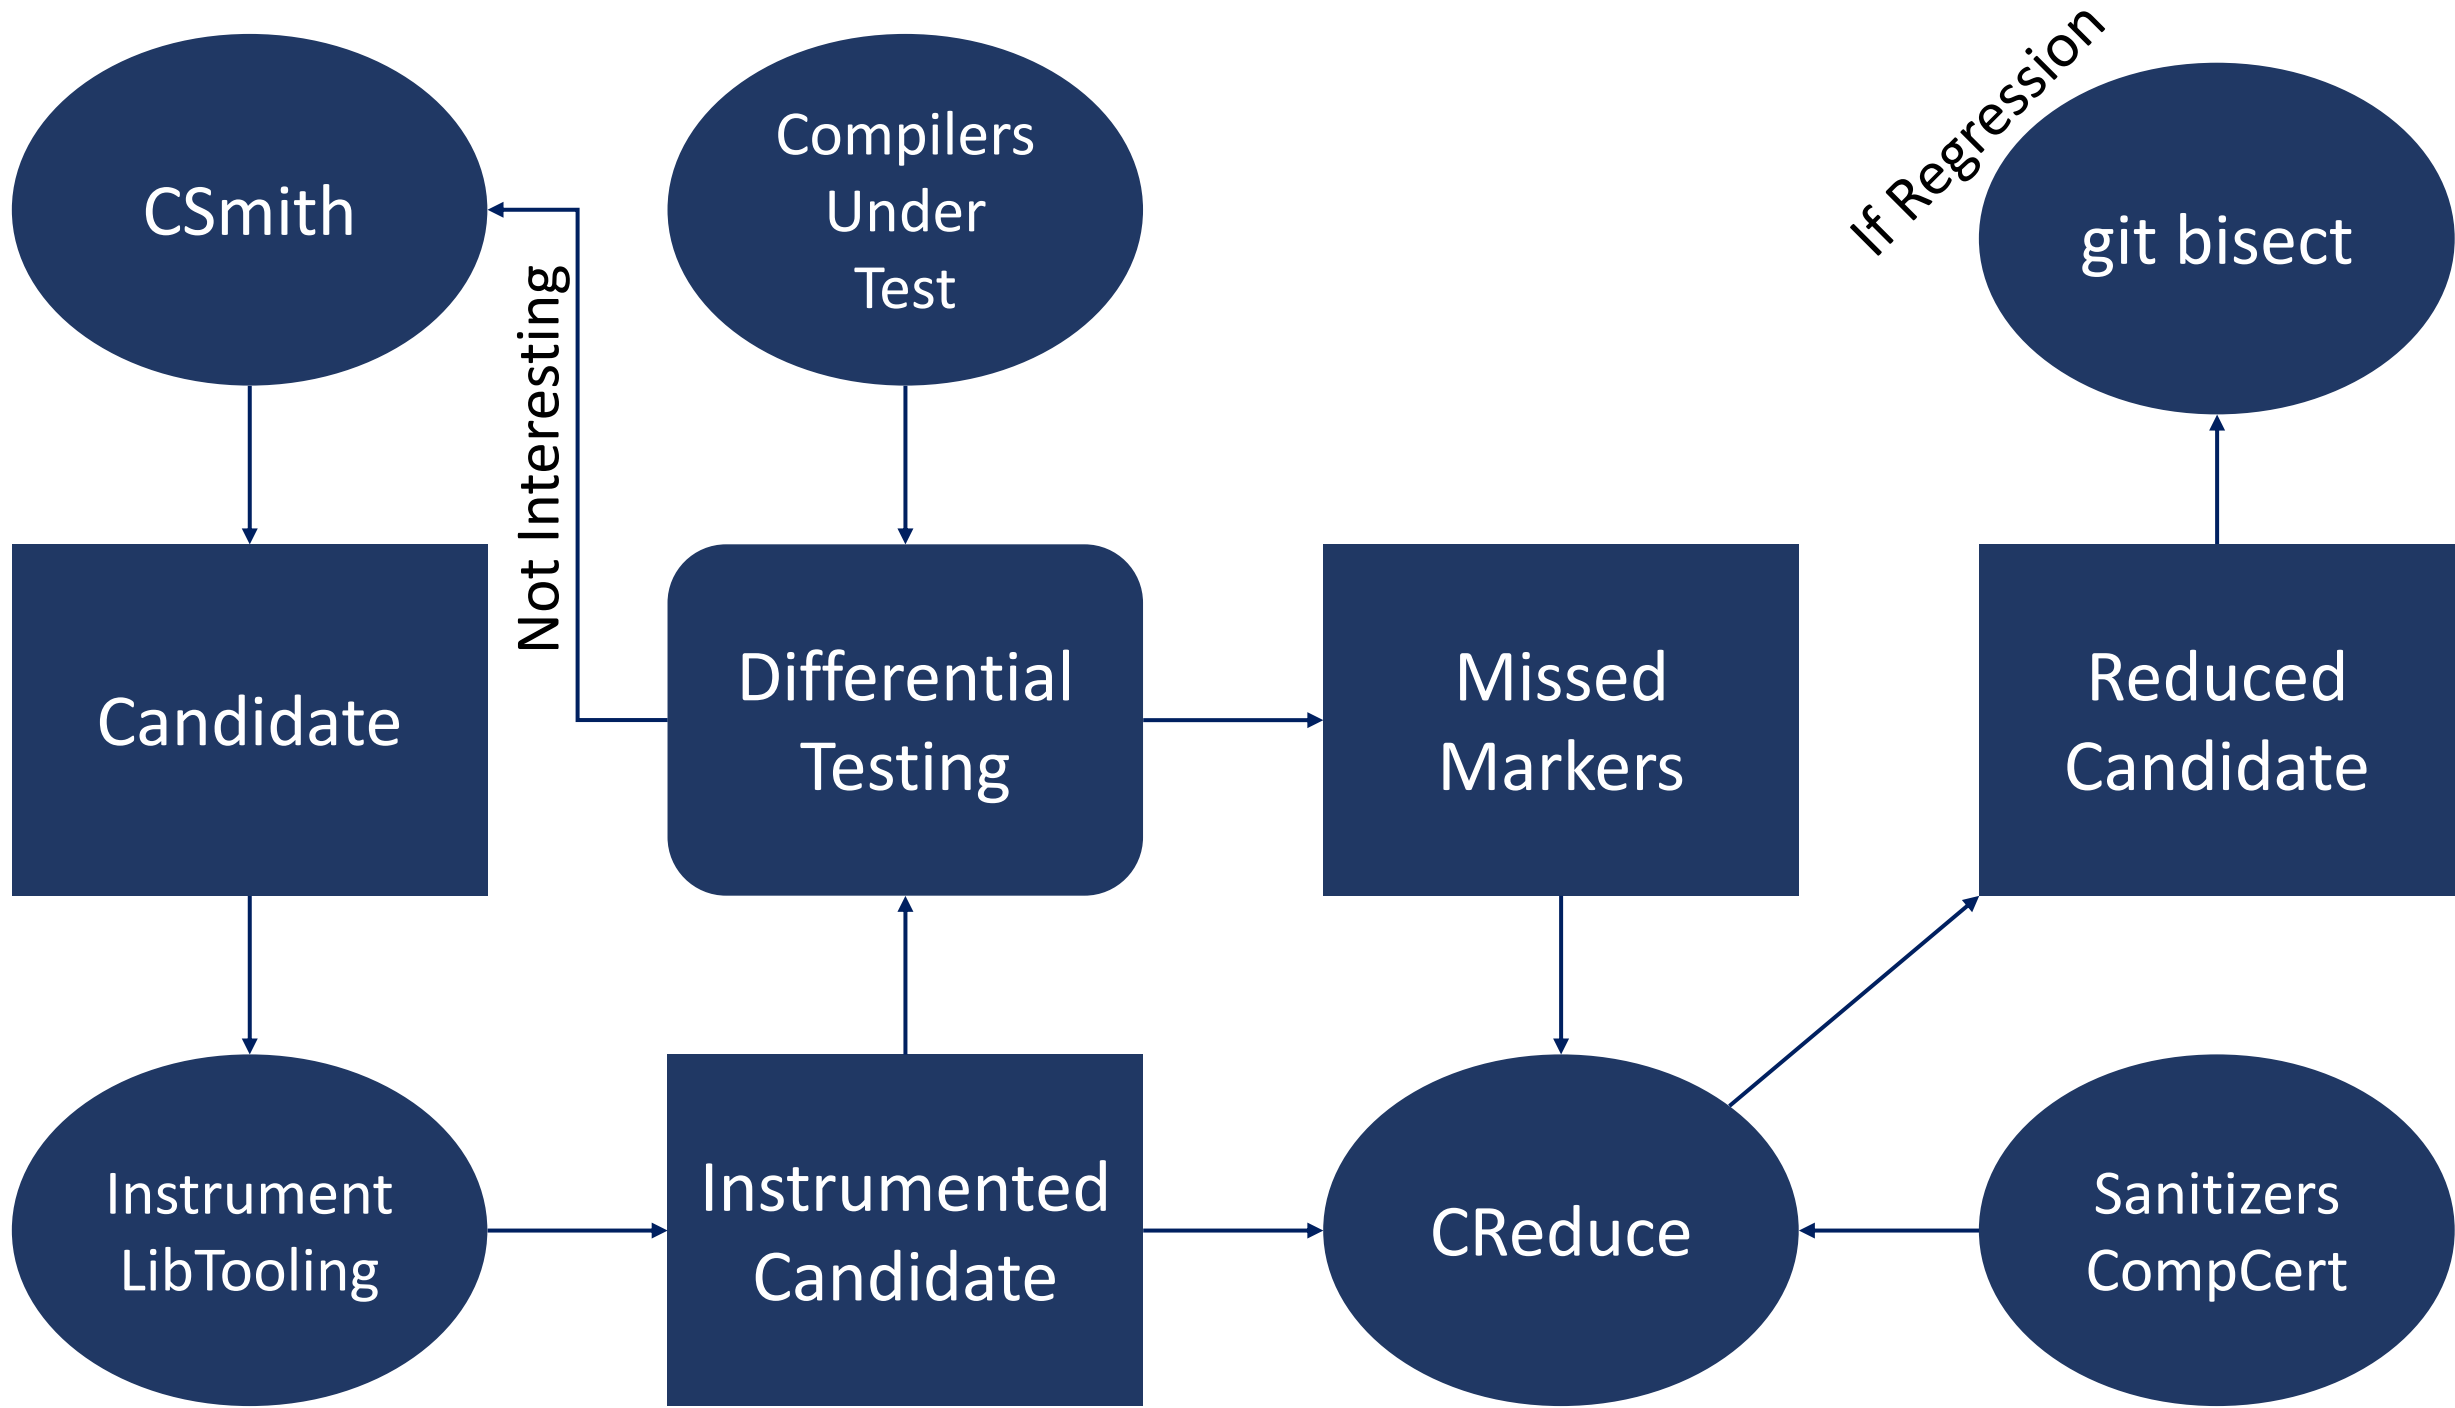 CSmith
Compilers
Under
Test
If Regression
git bisect
Not Interesting
Candidate
Differential
Testing
Missed
Markers
Reduced
Candidate
Instrument
LibTooling
Instrumented
Candidate
CReduce
Sanitizers
CompCert